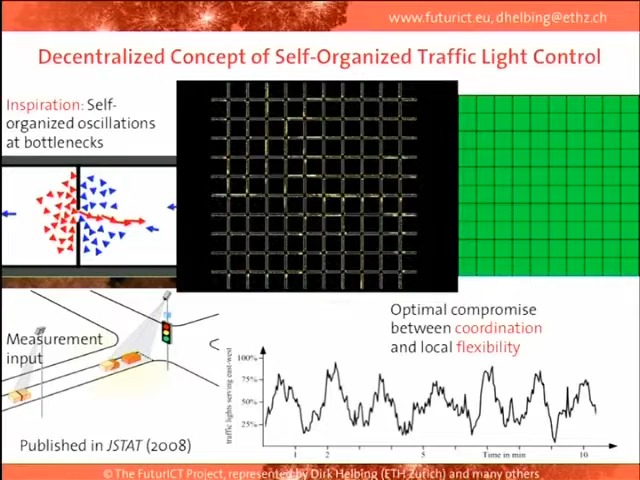 www.futurict.eu, dhelbing@ethz.ch
Decentralized Concept of Self-Organized Traffic Light Control
Inspiration: Self-
organized oscillations
at bottlenecks
Measurement
input
Published in JSTAT (2008)
Optimal compromise
between coordination
and local flexibility
traffic lights serving east-west
100%
75%
50%
25%
1
5
Time in min
10
© The FuturICT Project, represented by Dirk Helbing (ETH Zurich) and many others